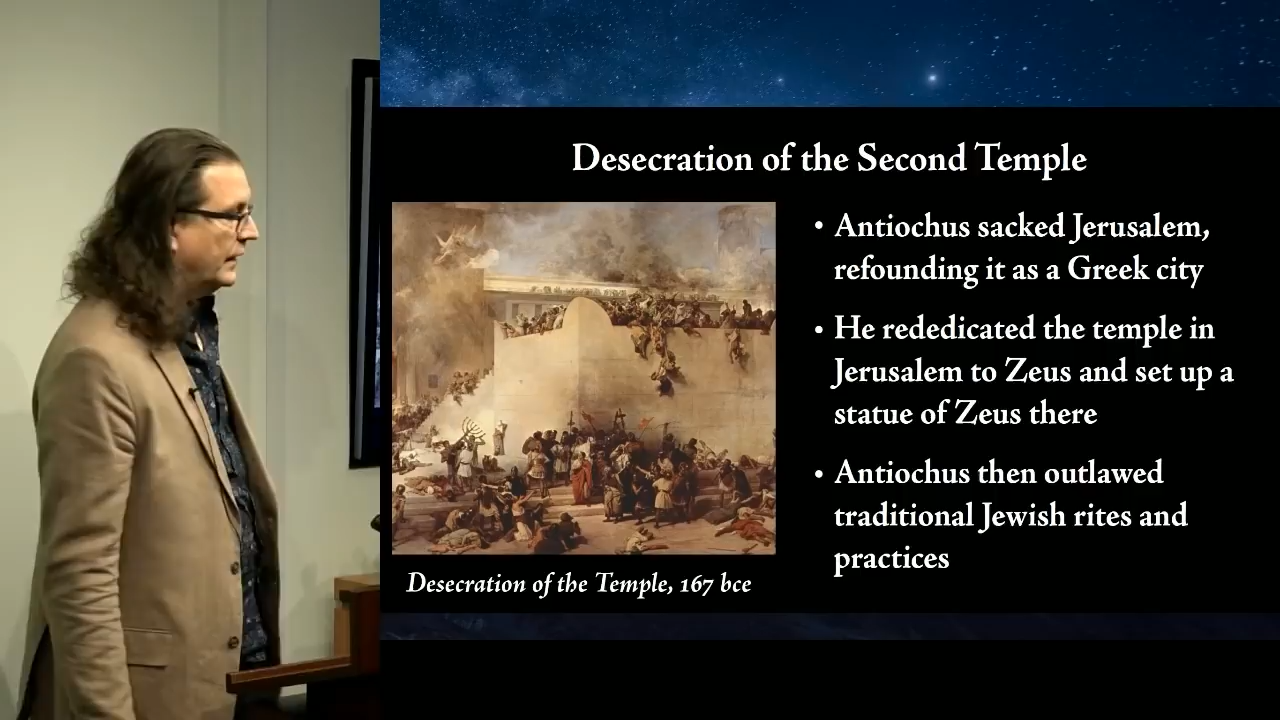 Desecration of the Second Temple
• Antiochus sacked Jerusalem,
refounding it as a Greek city
• He rededicated the temple in
Jerusalem to Zeus and set up a
statue of Zeus there
• Antiochus then outlawed
traditional Jewish rites and
practices
Desecration of the Temple, 167 bce